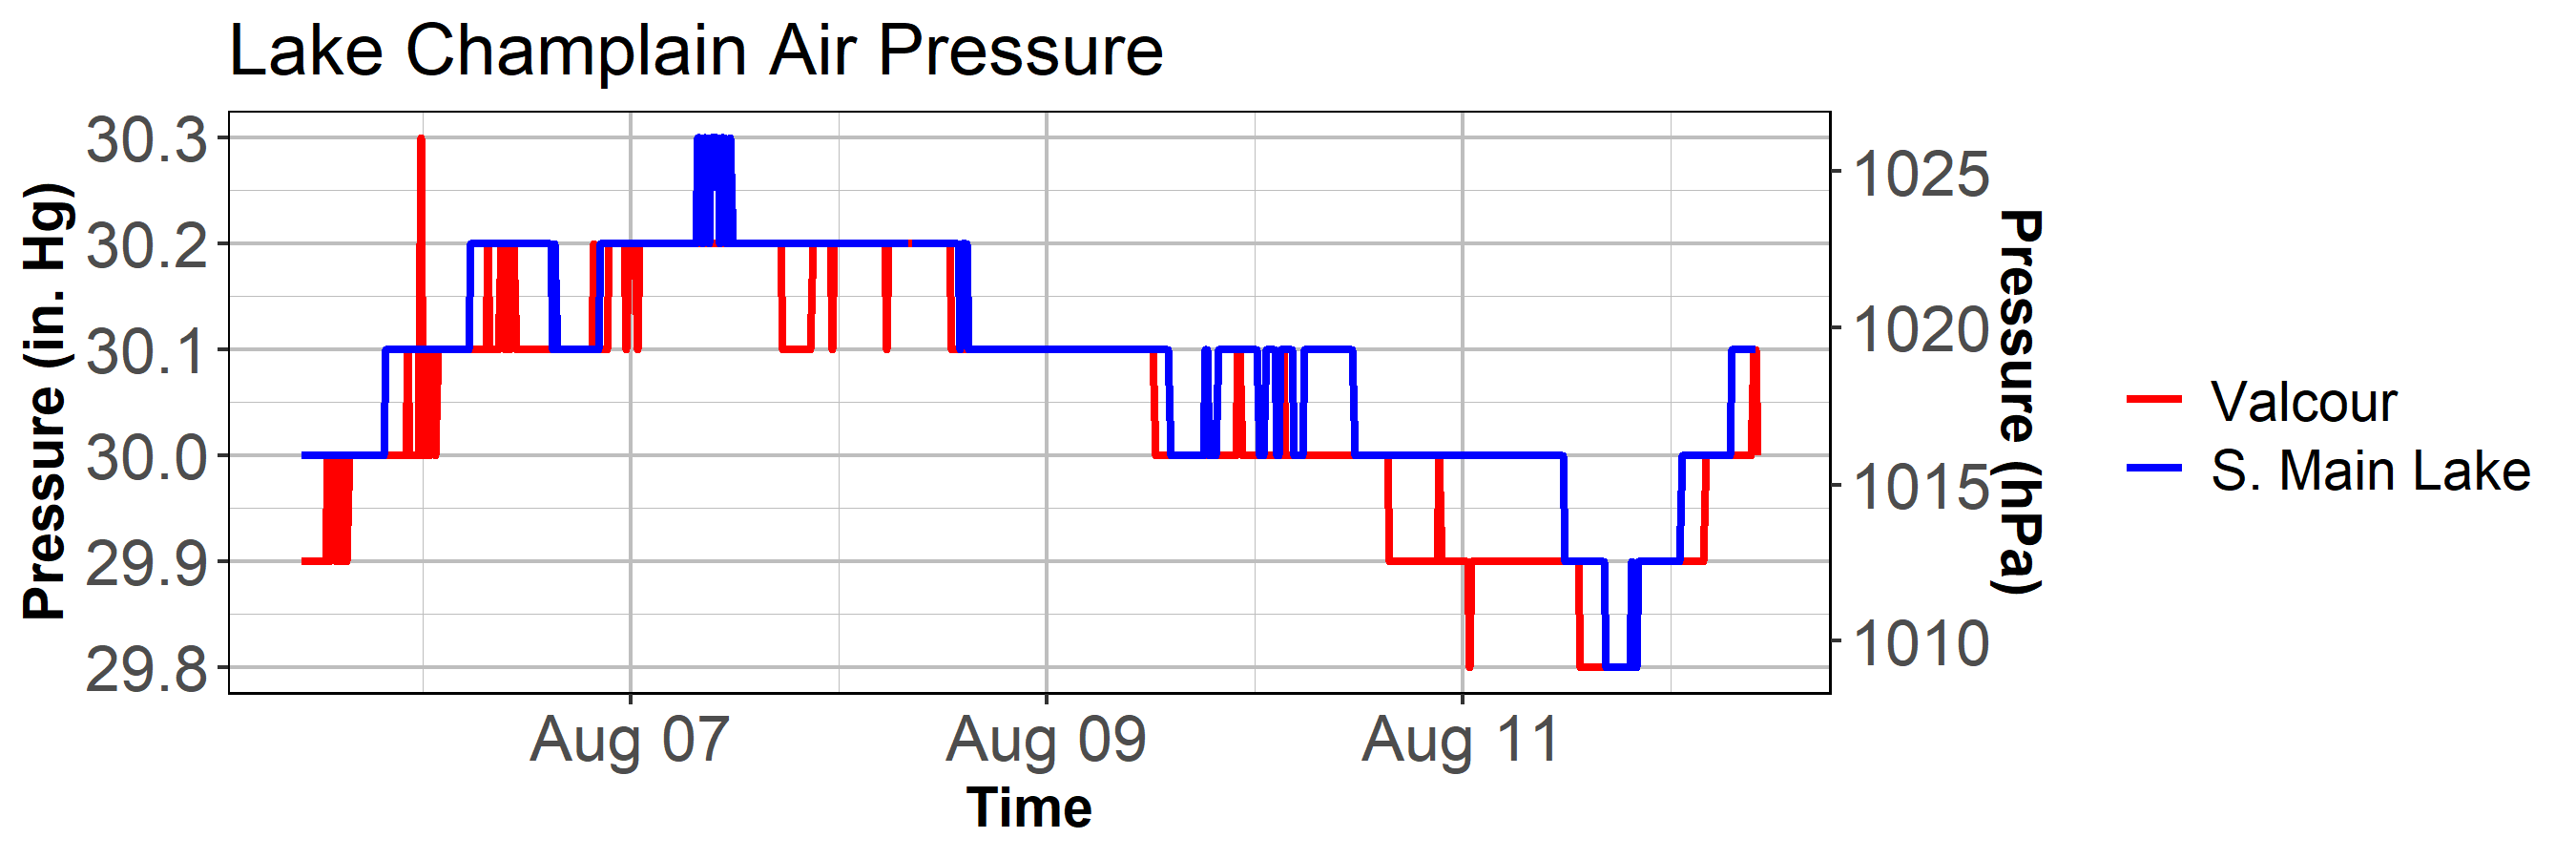 Lake Champlain Air Pressure
Pressure (in. Hg)
30.3
30.2
30.1
30.0
29.9
29.8
1025
1020
1015
1010
Pressure (hPa)
Aug 07 Aug 09 Aug 11
Time
Valcour
S. Main Lake